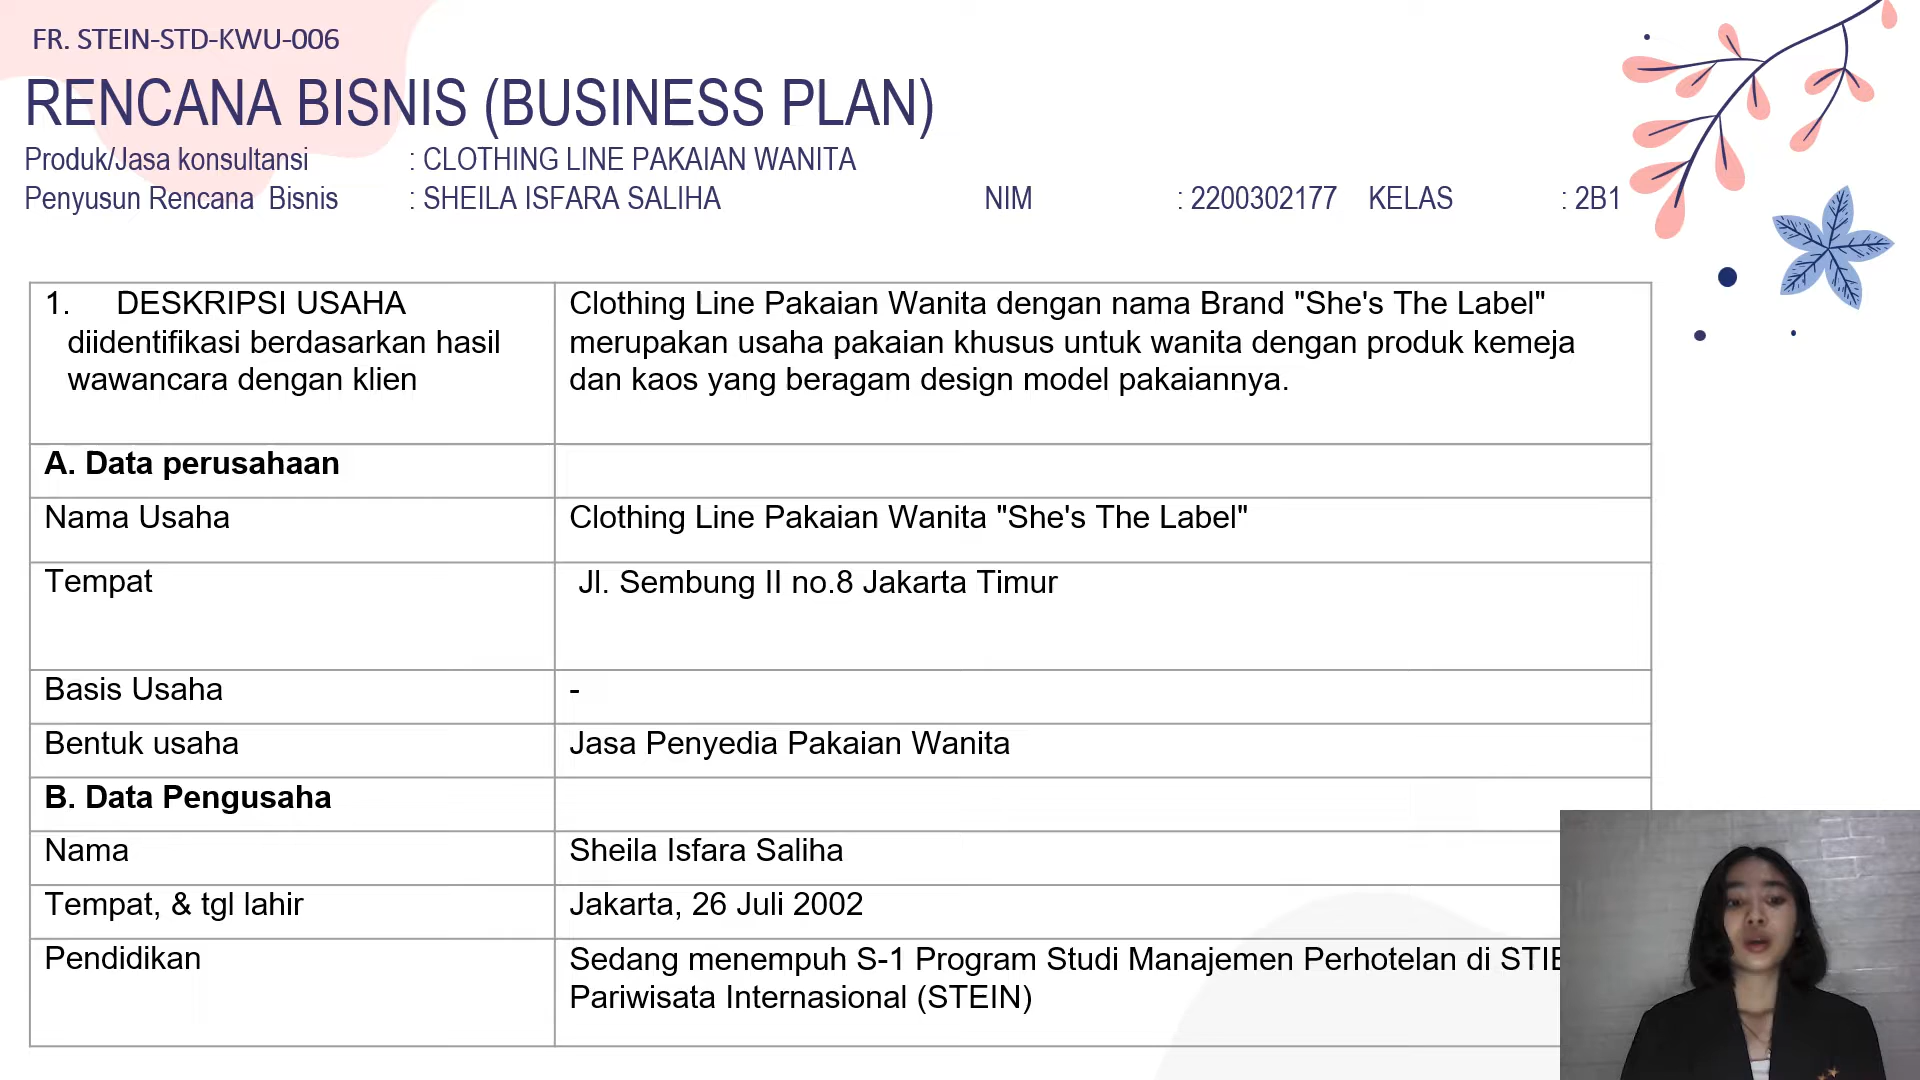 FR. STEIN-STD-KWU-006
RENCANA BISNIS (BUSINESS PLAN)
Produk/Jasa konsultansi : CLOTHING LINE PAKAIAN WANITA
Penyusun Rencana Bisnis : SHEILA ISFARA SALIHA NIM : 2200302177 KELAS : 2B1
1. DESKRIPSI USAHA
diidentifikasi berdasarkan hasil
wawancara dengan klien
Clothing Line Pakaian Wanita dengan nama Brand "She's The Label"
merupakan usaha pakaian khusus untuk wanita dengan produk kemeja
dan kaos yang beragam design model pakaiannya.
A. Data perusahaan
Nama Usaha
Clothing Line Pakaian Wanita "She's The Label"
Tempat
Jl. Sembung II no.8 Jakarta Timur
Basis Usaha
-
Bentuk usaha
Jasa Penyedia Pakaian Wanita
B. Data Pengusaha
Nama
Sheila Isfara Saliha
Tempat, & tgl lahir
Jakarta, 26 Juli 2002
Pendidikan
Sedang menempuh S-1 Program Studi Manajemen Perhotelan di
Pariwisata Internasional (STEIN)